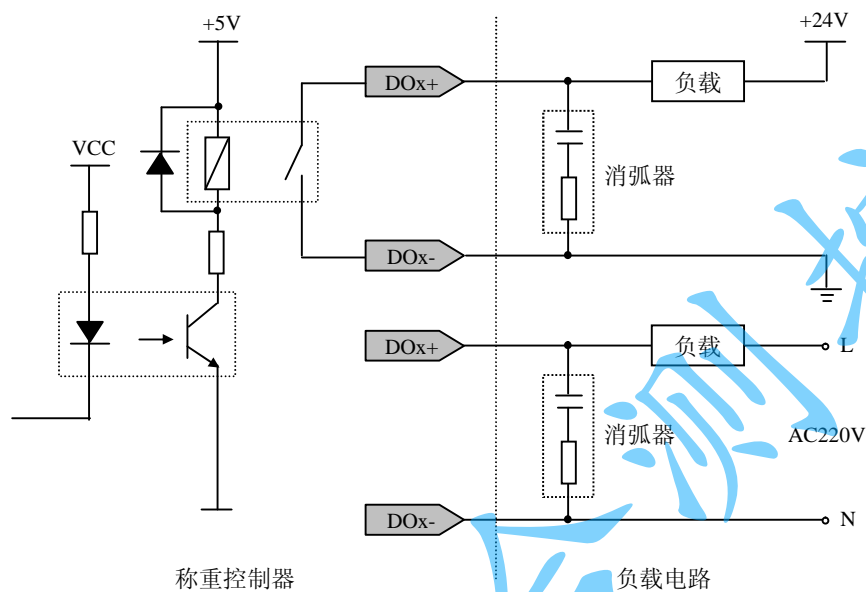 +5V
+24V
DOx+
负载
VCC
消弧器
DOx-
DOx+
负载
L
消弧器
AC220V
DOx-
N
称重控制器
负载电路